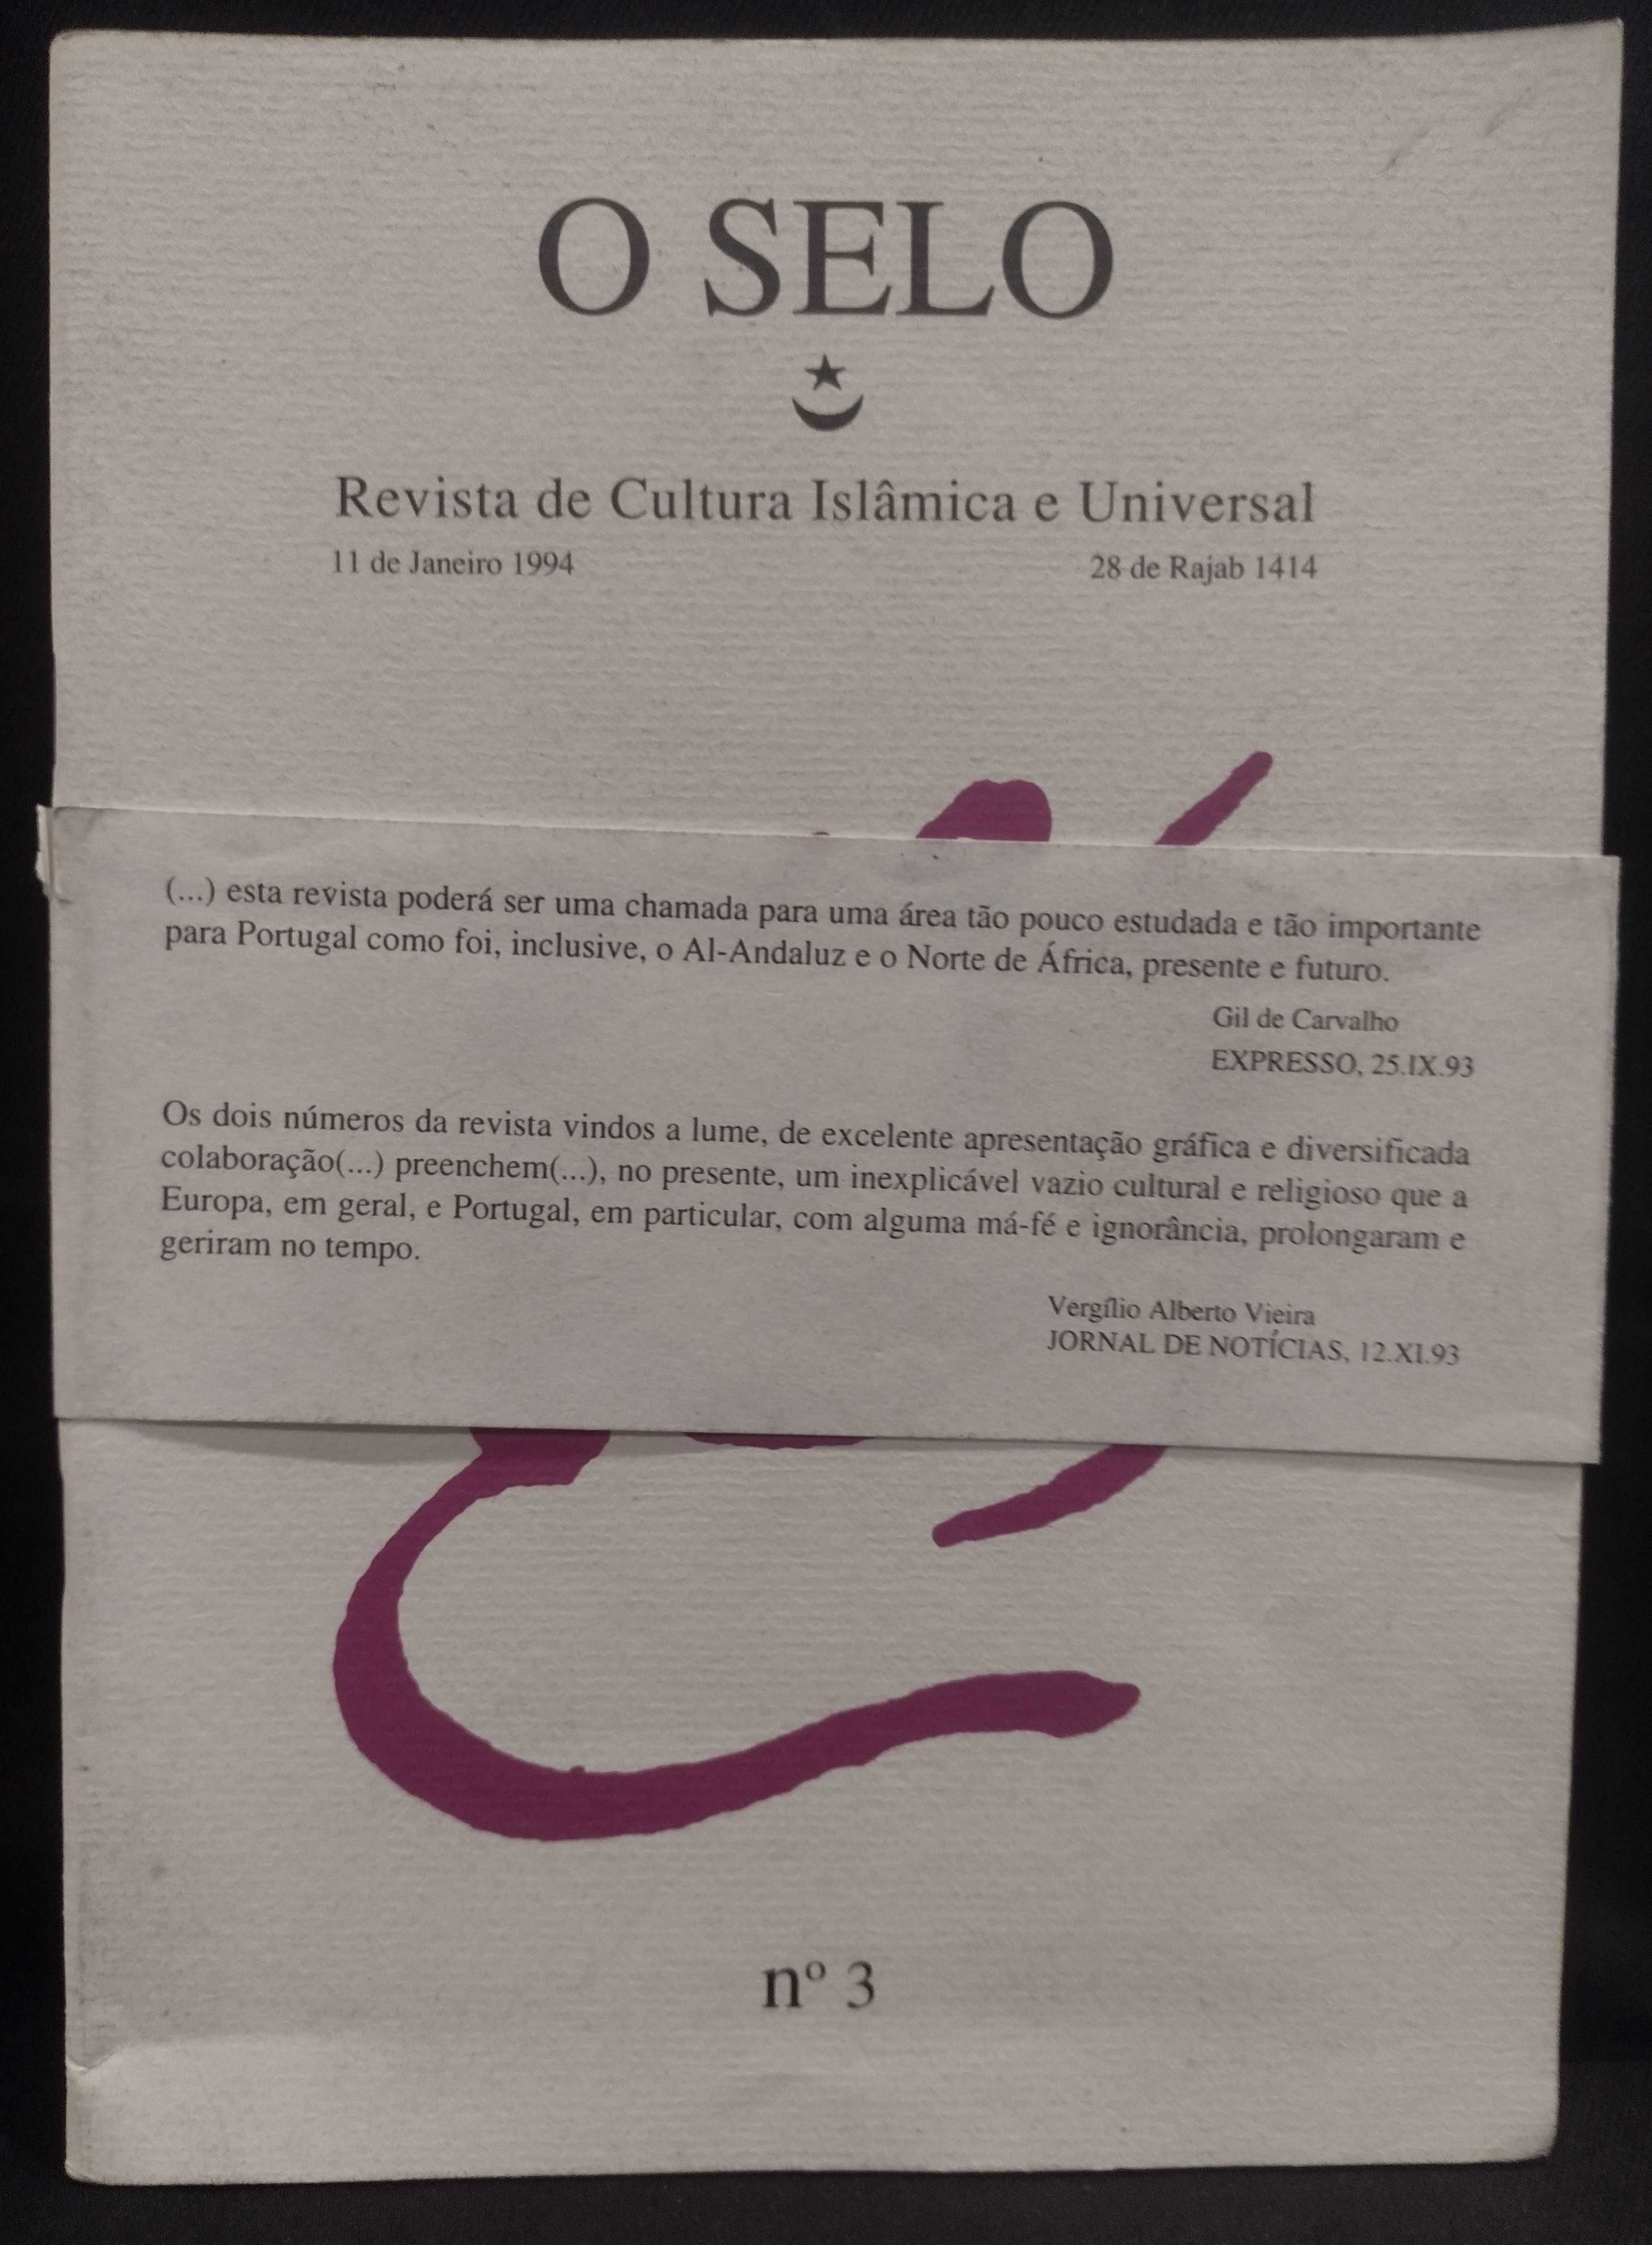 O SELO
Revista de Cultura Islâmica e Universal
11 de Janeiro 1994 28 de Rajab 1414
(...) esta revista poderá ser uma chamada para uma área tão pouco estudada e tão importante
para Portugal como foi, inclusive, o Al-Andaluz e o Norte de África, presente e futuro.
Gil de Carvalho
EXPRESSO, 25.IX.93
Os dois números da revista vindos a lume, de excelente apresentação gráfica e diversificada
colaboração(...) preenchem(...), no presente, um inexplicável vazio cultural e religioso que a
Europa, em geral, e Portugal, em particular, com alguma má-fé e ignorância, prolongaram e
geriram no tempo.
Vergílio Alberto Vieira
JORNAL DE NOTÍCIAS, 12.XI.93
nº 3